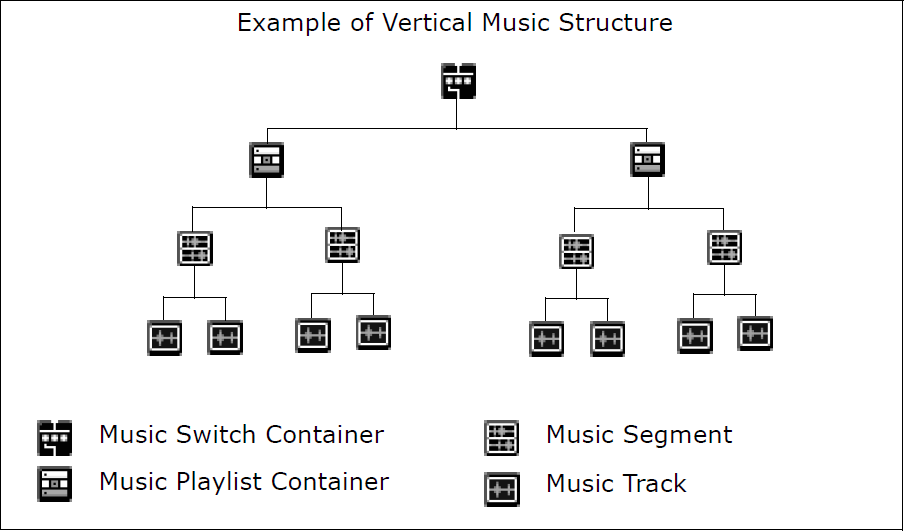 Example of Vertical Music Structure
Music Switch Container
Music Segment
Music Playlist Container
Music Track